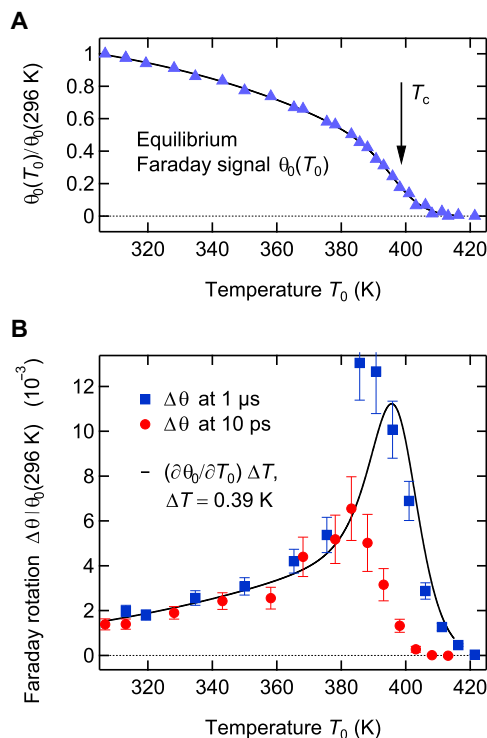 A
1
0.8
0.6
0.4
0.2
0
θ₀(T₀)/θ₀(296 K)
Tc
Equilibrium
Faraday signal θ₀(T₀)
320 340 360 380 400 420
Temperature T₀ (K)
B
12
10
8
6
4
2
0
Faraday rotation Δθ|θ₀(296 K) (10⁻³)
Δθ at 1 µs
Δθ at 10 ps
– (∂θ₀/∂T₀) ΔT,
ΔT = 0.39 K
320 340 360 380 400 420
Temperature T₀ (K)